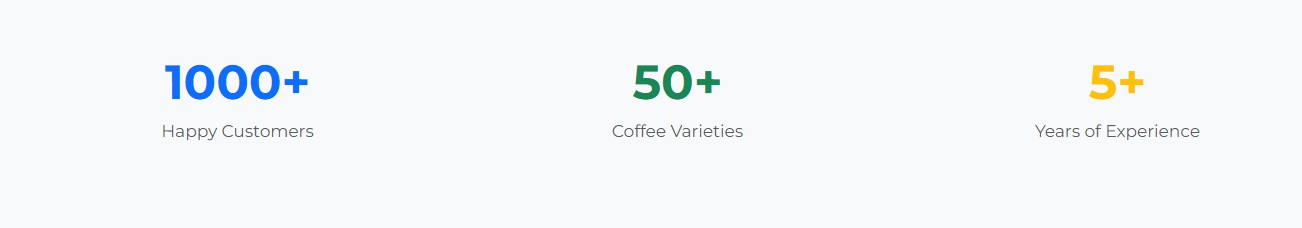 1000+ 50+ 5+
Happy Customers Coffee Varieties Years of Experience